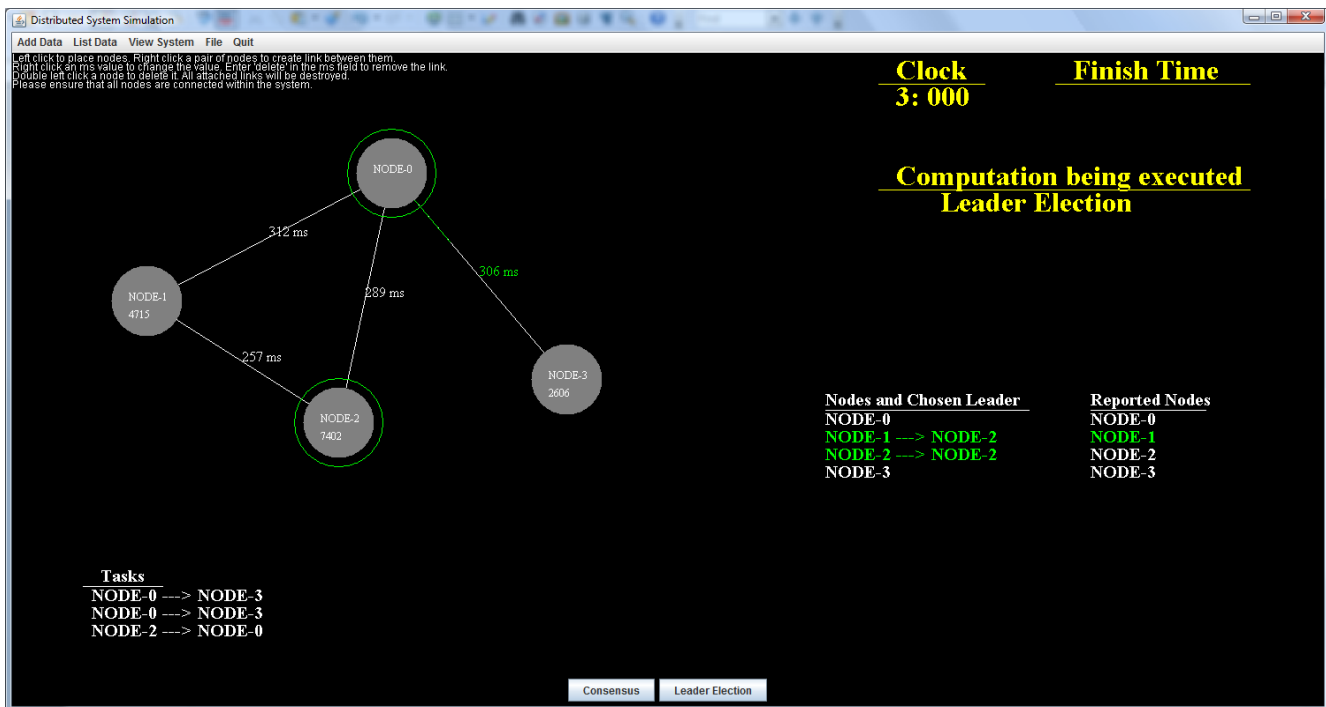 Distributed System Simulation
Add Data List Data View System File Quit
Left click to place nodes. Right click a pair of nodes to create link between them.
Right click an ms value to change the value. Enter 'delete' in the ms field to remove the link.
Double left click a node to delete it. All attached links will be destroyed.
Please ensure that all nodes are connected within the system.
Clock Finish Time
3: 000
Computation being executed
Leader Election
NODE-0
312 ms
306 ms
289 ms
NODE-1
4715
257 ms
NODE-3
2606
NODE-2
7402
Nodes and Chosen Leader Reported Nodes
NODE-0 NODE-0
NODE-1 ---> NODE-2 NODE-1
NODE-2 ---> NODE-2 NODE-2
NODE-3 NODE-3
Tasks
NODE-0 ---> NODE-3
NODE-0 ---> NODE-3
NODE-2 ---> NODE-0
Consensus Leader Election